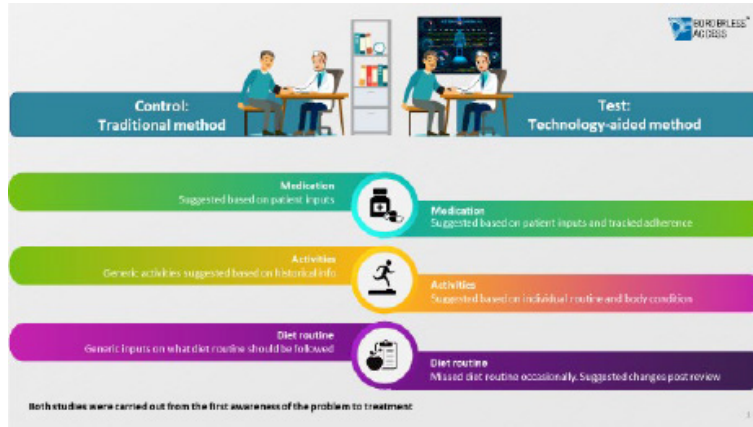 BORDERLESS
ACCESS
Control:
Traditional method
Test:
Technology-aided method
Medication
Suggested based on patient inputs
Medication
Suggested based on patient inputs and tracked adherence
Activities
Generic activities suggested based on historical info
Activities
Suggested based on individual routine and body condition
Diet routine
Generic inputs on what diet routine should be followed
Diet routine
Missed diet routine occasionally. Suggested changes post review
Both studies were carried out from the first awareness of the problem to treatment